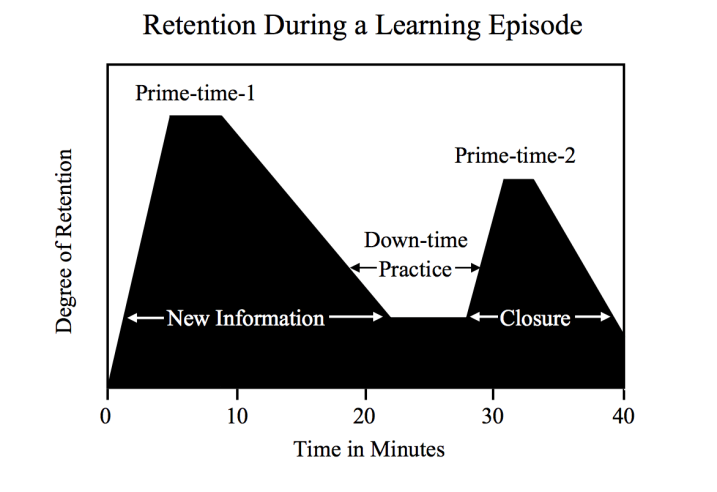 Retention During a Learning Episode
Prime-time-1
Prime-time-2
Degree of Retention
Down-time
Practice
New Information
Closure
0 10 20 30 40
Time in Minutes